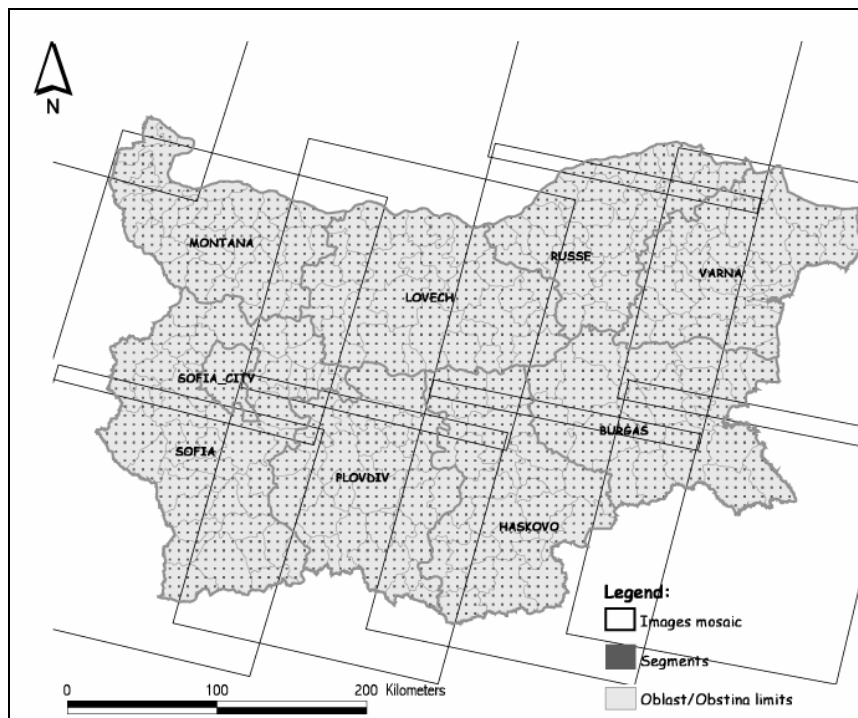 N
MONTANA
RUSSE
VARNA
LOVECH
SOFIA_CITY
BURGAS
SOFIA
PLOVDIV
HASKOVO
Legend:
Images mosaic
Segments
Oblast/Obstina limits
0 100 200 Kilometers